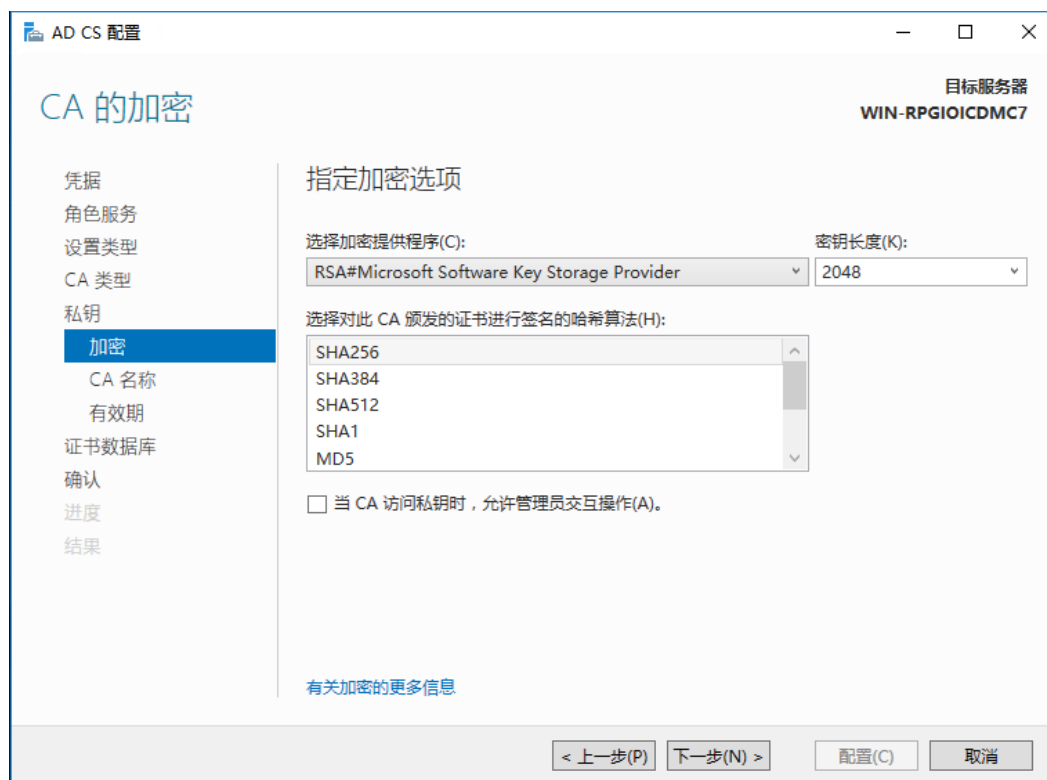 AD CS 配置
CA 的加密
目标服务器
WIN-RPGIOICDMC7
凭据
角色服务
设置类型
CA 类型
私钥
加密
CA 名称
有效期
证书数据库
确认
进度
结果
指定加密选项
选择加密提供程序(C):
密钥长度(K):
RSA#Microsoft Software Key Storage Provider
2048
选择对此 CA 颁发的证书进行签名的哈希算法(H):
SHA256
SHA384
SHA512
SHA1
MD5
当 CA 访问私钥时，允许管理员交互操作(A)。
有关加密的更多信息
< 上一步(P)
下一步(N) >
配置(C)
取消